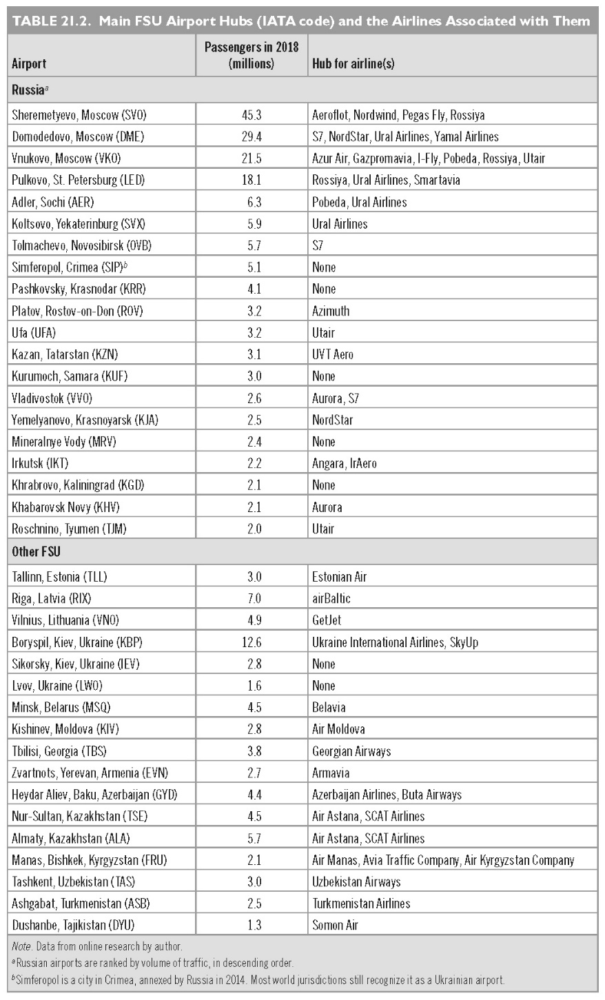 TABLE 21.2. Main FSU Airport Hubs (IATA code) and the Airlines Associated with Them
Airport Passengers in 2018 (millions) Hub for airline(s)
Russiaᵃ
Sheremetyevo, Moscow (SVO) 45.3 Aeroflot, Nordwind, Pegas Fly, Rossiya
Domodedovo, Moscow (DME) 29.4 S7, NordStar, Ural Airlines, Yamal Airlines
Vnukovo, Moscow (VKO) 21.5 Azur Air, Gazpromavia, I-Fly, Pobeda, Rossiya, Utair
Pulkovo, St. Petersburg (LED) 18.1 Rossiya, Ural Airlines, Smartavia
Adler, Sochi (AER) 6.3 Pobeda, Ural Airlines
Koltsovo, Yekaterinburg (SVX) 5.9 Ural Airlines
Tolmachevo, Novosibirsk (OVB) 5.7 S7
Simferopol, Crimea (SIP)ᵇ 5.1 None
Pashkovsky, Krasnodar (KRR) 4.1 None
Platov, Rostov-on-Don (ROV) 3.2 Azimuth
Ufa (UFA) 3.2 Utair
Kazan, Tatarstan (KZN) 3.1 UVT Aero
Kurumoch, Samara (KUF) 3.0 None
Vladivostok (VVO) 2.6 Aurora, S7
Yemelyanovo, Krasnoyarsk (KJA) 2.5 NordStar
Mineralnye Vody (MRV) 2.4 None
Irkutsk (IKT) 2.2 Angara, IrAero
Khrabrovo, Kaliningrad (KGD) 2.1 None
Khabarovsk Novy (KHV) 2.1 Aurora
Roschnino, Tyumen (TJM) 2.0 Utair
Other FSU
Tallinn, Estonia (TLL) 3.0 Estonian Air
Riga, Latvia (RIX) 7.0 airBaltic
Vilnius, Lithuania (VNO) 4.9 GetJet
Boryspil, Kiev, Ukraine (KBP) 12.6 Ukraine International Airlines, SkyUp
Sikorsky, Kiev, Ukraine (IEV) 2.8 None
Lvov, Ukraine (LWO) 1.6 None
Minsk, Belarus (MSQ) 4.5 Belavia
Kishinev, Moldova (KIV) 2.8 Air Moldova
Tbilisi, Georgia (TBS) 3.8 Georgian Airways
Zvartnots, Yerevan, Armenia (EVN) 2.7 Armavia
Heydar Aliev, Baku, Azerbaijan (GYD) 4.4 Azerbaijan Airlines, Buta Airways
Nur-Sultan, Kazakhstan (TSE) 4.5 Air Astana, SCAT Airlines
Almaty, Kazakhstan (ALA) 5.7 Air Astana, SCAT Airlines
Manas, Bishkek, Kyrgyzstan (FRU) 2.1 Air Manas, Avia Traffic Company, Air Kyrgyzstan Company
Tashkent, Uzbekistan (TAS) 3.0 Uzbekistan Airways
Ashgabat, Turkmenistan (ASB) 2.5 Turkmenistan Airlines
Dushanbe, Tajikistan (DYU) 1.3 Somon Air
Note. Data from online research by author.
ᵃRussian airports are ranked by volume of traffic, in descending order.
ᵇSimferopol is a city in Crimea, annexed by Russia in 2014. Most world jurisdictions still recognize it as a Ukrainian airport.